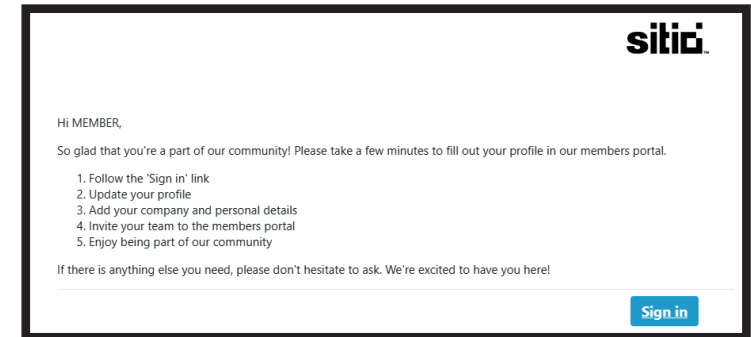 sitio™
Hi MEMBER,
So glad that you're a part of our community! Please take a few minutes to fill out your profile in our members portal.
1. Follow the 'Sign in' link
2. Update your profile
3. Add your company and personal details
4. Invite your team to the members portal
5. Enjoy being part of our community
If there is anything else you need, please don't hesitate to ask. We're excited to have you here!
Sign in